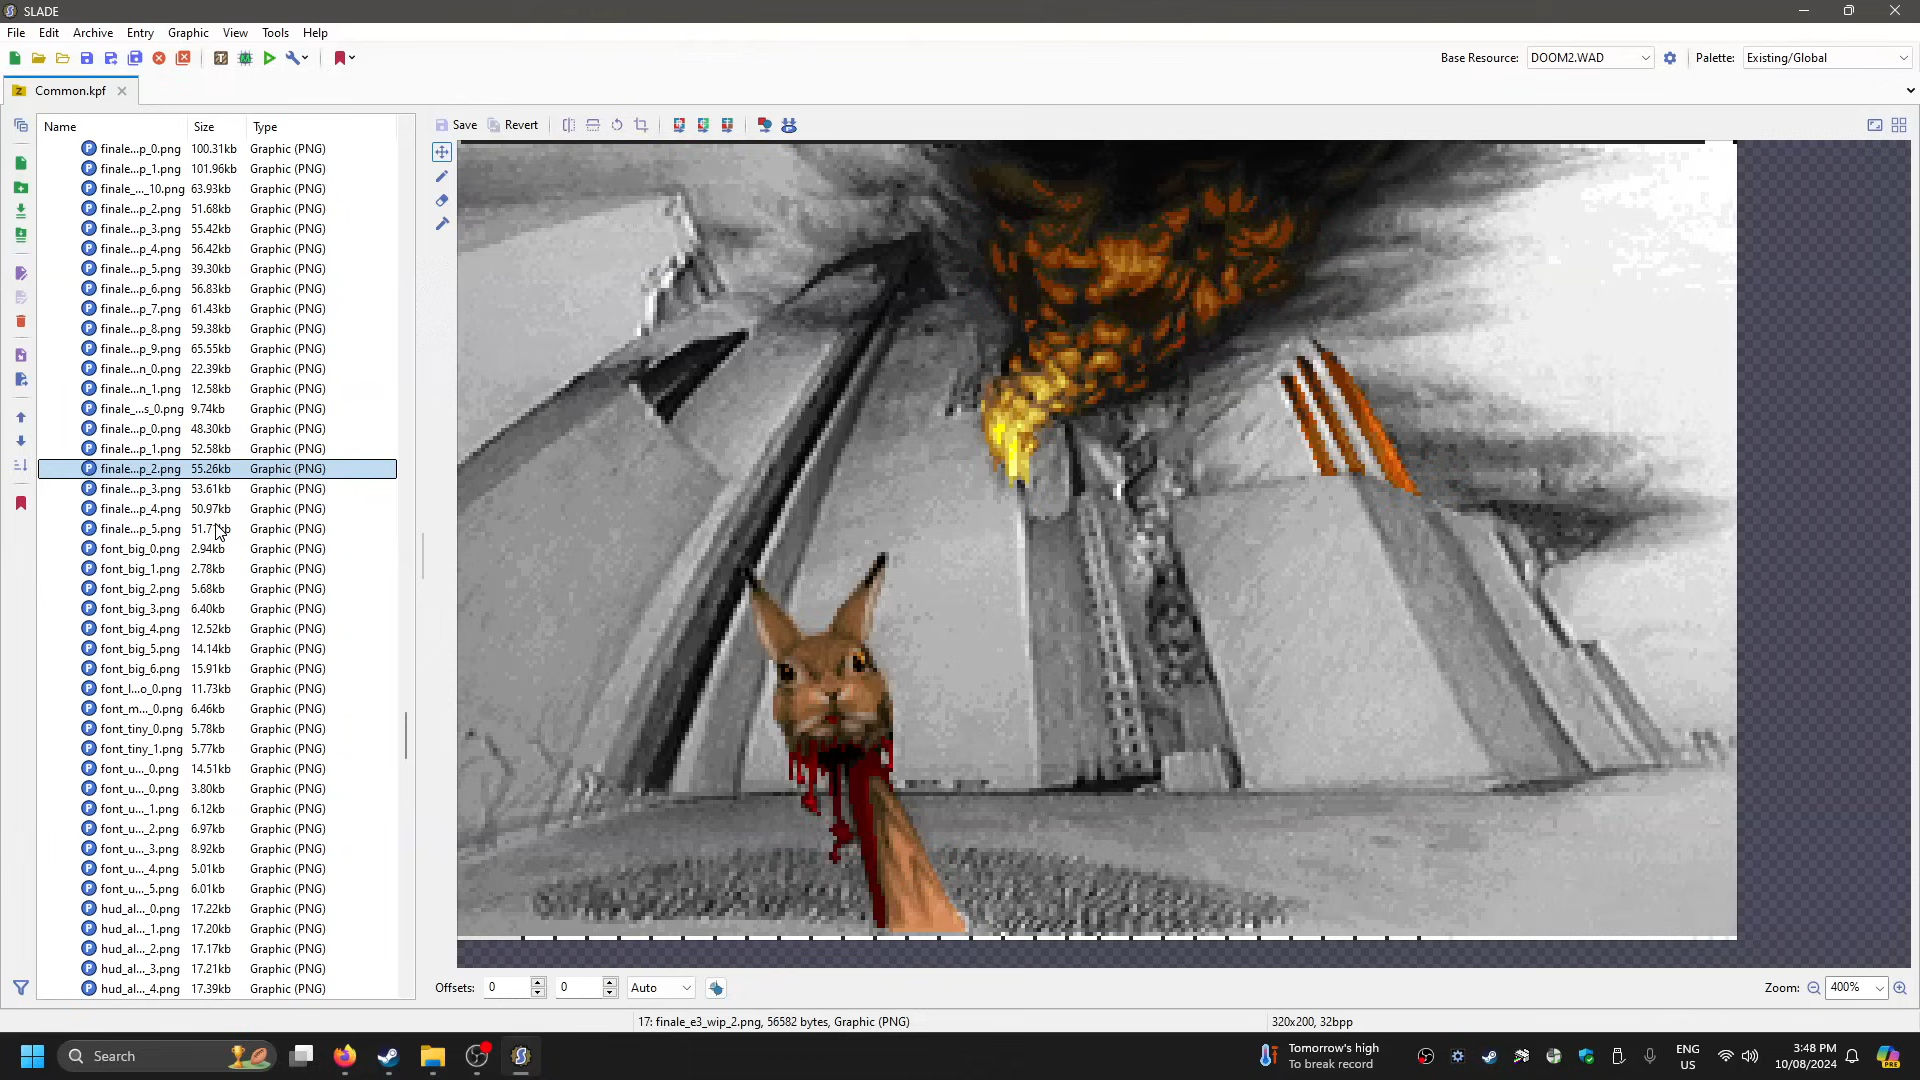 SLADE
File Edit Archive Entry Graphic View Tools Help
Base Resource: DOOM2.WAD Palette: Existing/Global
Common.kpf
Name Size Type
Save Revert
finale...p_0.png 100.31kb Graphic (PNG)
finale...p_1.png 101.96kb Graphic (PNG)
finale_..._10.png 63.93kb Graphic (PNG)
finale...p_2.png 51.68kb Graphic (PNG)
finale...p_3.png 55.42kb Graphic (PNG)
finale...p_4.png 56.42kb Graphic (PNG)
finale...p_5.png 39.30kb Graphic (PNG)
finale...p_6.png 56.83kb Graphic (PNG)
finale...p_7.png 61.43kb Graphic (PNG)
finale...p_8.png 59.38kb Graphic (PNG)
finale...p_9.png 65.55kb Graphic (PNG)
finale...n_0.png 22.39kb Graphic (PNG)
finale...n_1.png 12.58kb Graphic (PNG)
finale_...s_0.png 9.74kb Graphic (PNG)
finale...p_0.png 48.30kb Graphic (PNG)
finale...p_1.png 52.58kb Graphic (PNG)
finale...p_2.png 55.26kb Graphic (PNG)
finale...p_3.png 53.61kb Graphic (PNG)
finale...p_4.png 50.97kb Graphic (PNG)
finale...p_5.png Graphic (PNG)
font_big_0.png 2.94kb Graphic (PNG)
font_big_1.png 2.78kb Graphic (PNG)
font_big_2.png 5.68kb Graphic (PNG)
font_big_3.png 6.40kb Graphic (PNG)
font_big_4.png 12.52kb Graphic (PNG)
font_big_5.png 14.14kb Graphic (PNG)
font_big_6.png 15.91kb Graphic (PNG)
font_l...o_0.png 11.73kb Graphic (PNG)
font_m..._0.png 6.46kb Graphic (PNG)
font_tiny_0.png 5.78kb Graphic (PNG)
font_tiny_1.png 5.77kb Graphic (PNG)
font_u..._0.png 14.51kb Graphic (PNG)
font_u..._0.png 3.80kb Graphic (PNG)
font_u..._1.png 6.12kb Graphic (PNG)
font_u..._2.png 6.97kb Graphic (PNG)
font_u..._3.png 8.92kb Graphic (PNG)
font_u..._4.png 5.01kb Graphic (PNG)
font_u..._5.png 6.01kb Graphic (PNG)
hud_al..._0.png 17.22kb Graphic (PNG)
hud_al..._1.png 17.20kb Graphic (PNG)
hud_al..._2.png 17.17kb Graphic (PNG)
hud_al..._3.png 17.21kb Graphic (PNG)
hud_al..._4.png 17.39kb Graphic (PNG)
Offsets: 0 0 Auto Zoom: 400%
17: finale_e3_wip_2.png, 56582 bytes, Graphic (PNG) 320x200, 32bpp
Search
Tomorrow's high
To break record
ENG
US
3:48 PM
10/08/2024
PRE